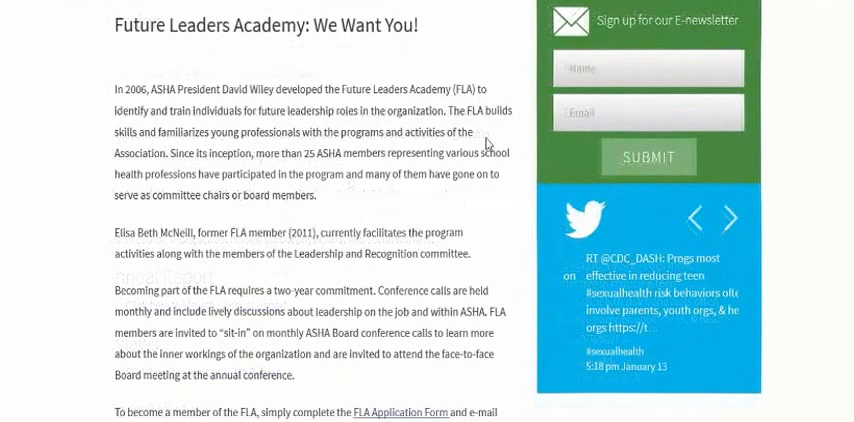 Future Leaders Academy: We Want You!
In 2006, ASHA President David Wiley developed the Future Leaders Academy (FLA) to
identify and train individuals for future leadership roles in the organization. The FLA builds
skills and familiarizes young professionals with the programs and activities of the
Association. Since its inception, more than 25 ASHA members representing various school
health professions have participated in the program and many of them have gone on to
serve as committee chairs or board members.
Elisa Beth McNeill, former FLA member (2011), currently facilitates the program
activities along with the members of the Leadership and Recognition committee.
Becoming part of the FLA requires a two-year commitment. Conference calls are held
monthly and include lively discussions about leadership on the job and within ASHA. FLA
members are invited to “sit-in” on monthly ASHA Board conference calls to learn more
about the inner workings of the organization and are invited to attend the face-to-face
Board meeting at the annual conference.
To become a member of the FLA, simply complete the FLA Application Form and e-mail
Sign up for our E-newsletter
Name
Email
SUBMIT
RT @CDC_DASH: Progs most
on effective in reducing teen
#sexualhealth risk behaviors ofte
involve parents, youth orgs, & he
orgs https://t…
#sexualhealth
5:18 pm January 13